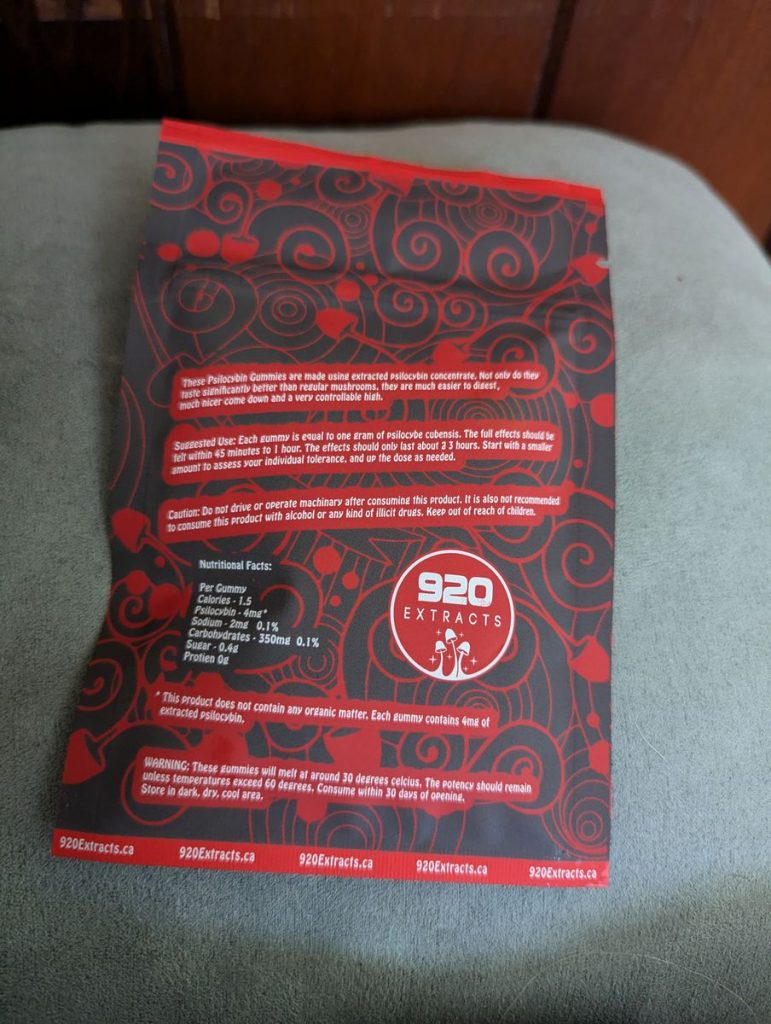 These Psilocybin Gummies are made using extracted psilocybin concentrate. Not only do they
taste significantly better than regular mushrooms, they are much easier to digest,
much nicer come down and a very controllable high.
Suggested Use: Each gummy is equal to one gram of psilocybe cubensis. The full effects should be
felt within 45 minutes to 1 hour. The effects should only last about 2 3 hours. Start with a smaller
amount to assess your individual tolerance, and up the dose as needed.
Caution: Do not drive or operate machinary after consuming this product. It is also not recommended
to consume this product with alcohol or any kind of illicit drugs. Keep out of reach of children.
Nutritional Facts:
Per Gummy
Calories - 1.5
Psilocybin - 4mg*
Sodium - 2mg 0.1%
Carbohydrates - 350mg 0.1%
Sugar - 0.4g
Protien 0g
920
EXTRACTS
* This product does not contain any organic matter. Each gummy contains 4mg of
extracted psilocybin.
WARNING: These gummies will melt at around 30 degrees celcius. The potency should remain
unless temperatures exceed 60 degrees. Consume within 30 days of opening.
Store in dark, dry, cool area.
920Extracts.ca 920Extracts.ca 920Extracts.ca 920Extracts.ca 920Extracts.ca